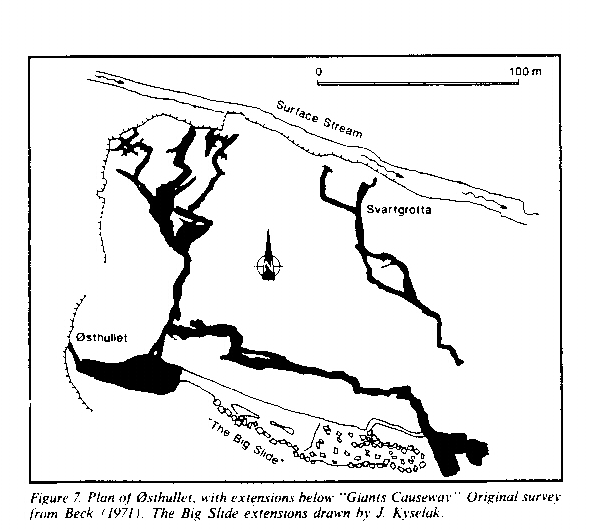 0 100 m
Surface Stream
Svartgrotta
N
Østhullet
"The Big Slide"
Figure 7. Plan of Østhullet, with extensions below "Giants Causeway" Original survey
from Beck (1971). The Big Slide extensions drawn by J. Kyselak.